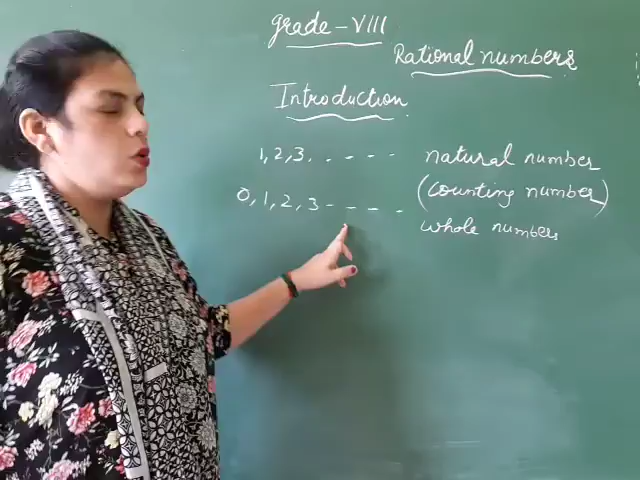 grade - VIII
Rational numbers
Introduction
1, 2, 3, . - - - - natural number
(counting number)
0, 1, 2, 3 - - - - whole numbers